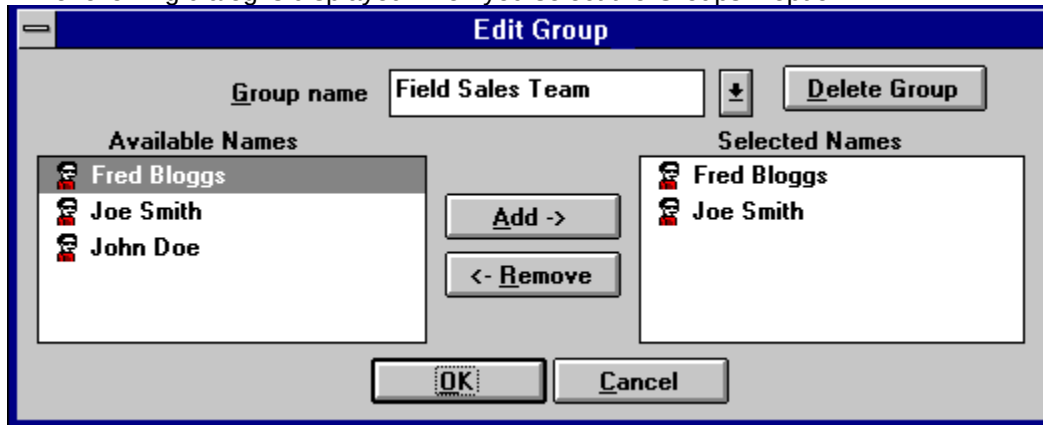 Edit Group
Group name Field Sales Team Delete Group
Available Names Selected Names
Fred Bloggs Fred Bloggs
Joe Smith Add -> Joe Smith
John Doe
<- Remove
OK Cancel